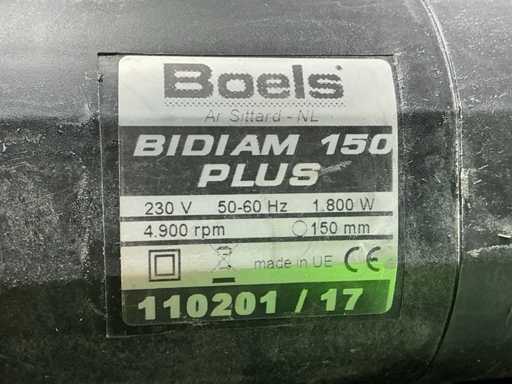 Boels
Ar Sittard - NL
BIDIAM 150
PLUS
230 V 50-60 Hz 1.800 W
4.900 rpm 150 mm
made in UE CE
110201 / 17